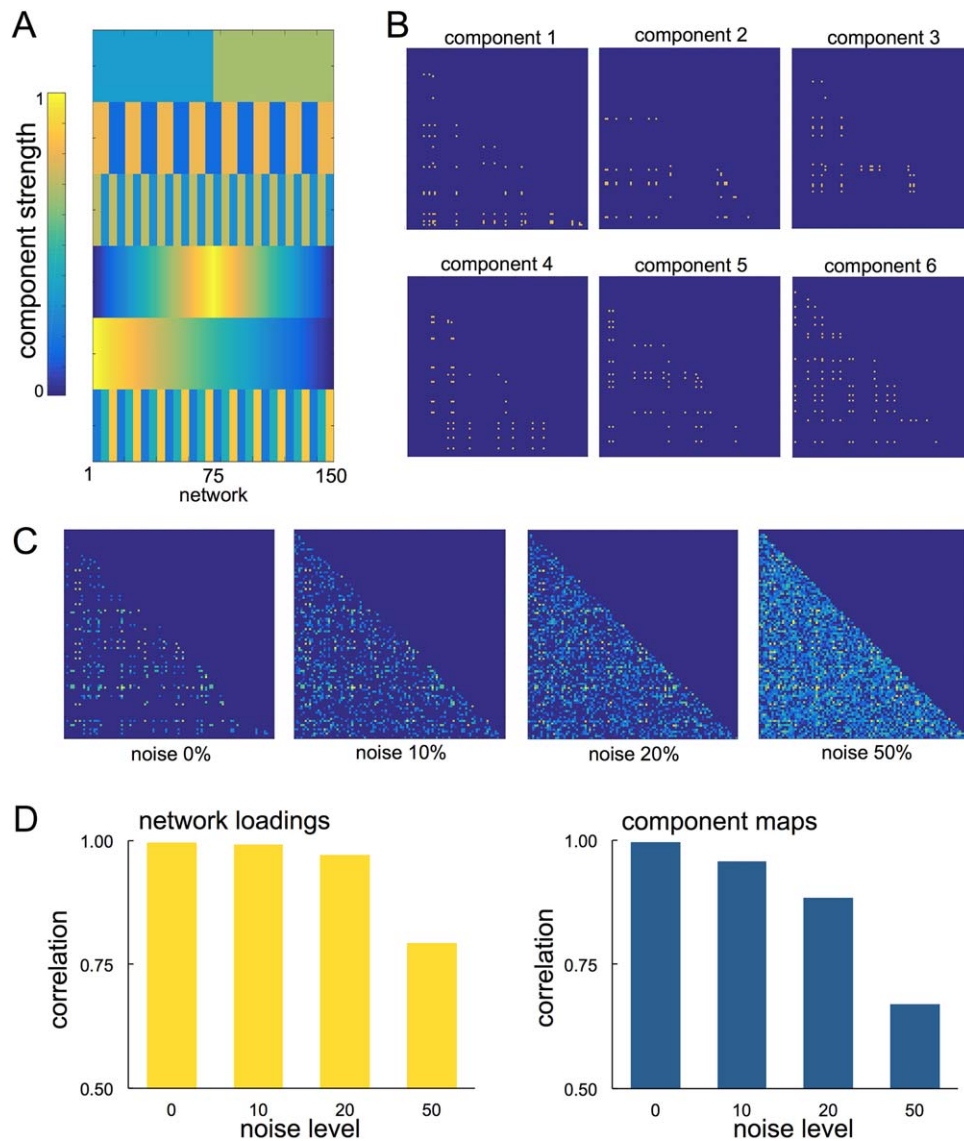 A
component strength
1
0
1
75
150
network
B
component 1
component 2
component 3
component 4
component 5
component 6
C
noise 0%
noise 10%
noise 20%
noise 50%
D
network loadings
correlation
1.00
0.75
0.50
0
10
20
50
noise level
component maps
correlation
1.00
0.75
0.50
0
10
20
50
noise level